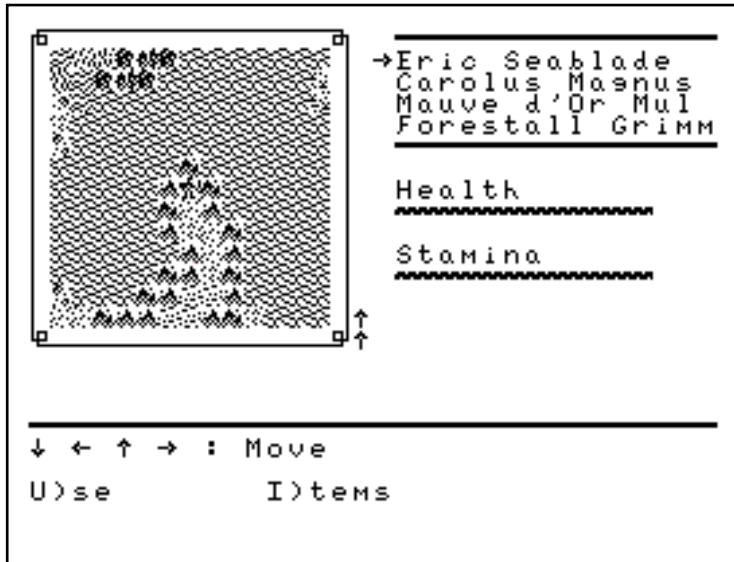 →Eric Seablade
Carolus Magnus
Mauve d'Or Mul
Forestall Grimm
Health
Stamina
↑
↑
↓ ← ↑ → : Move
U)se I)tems